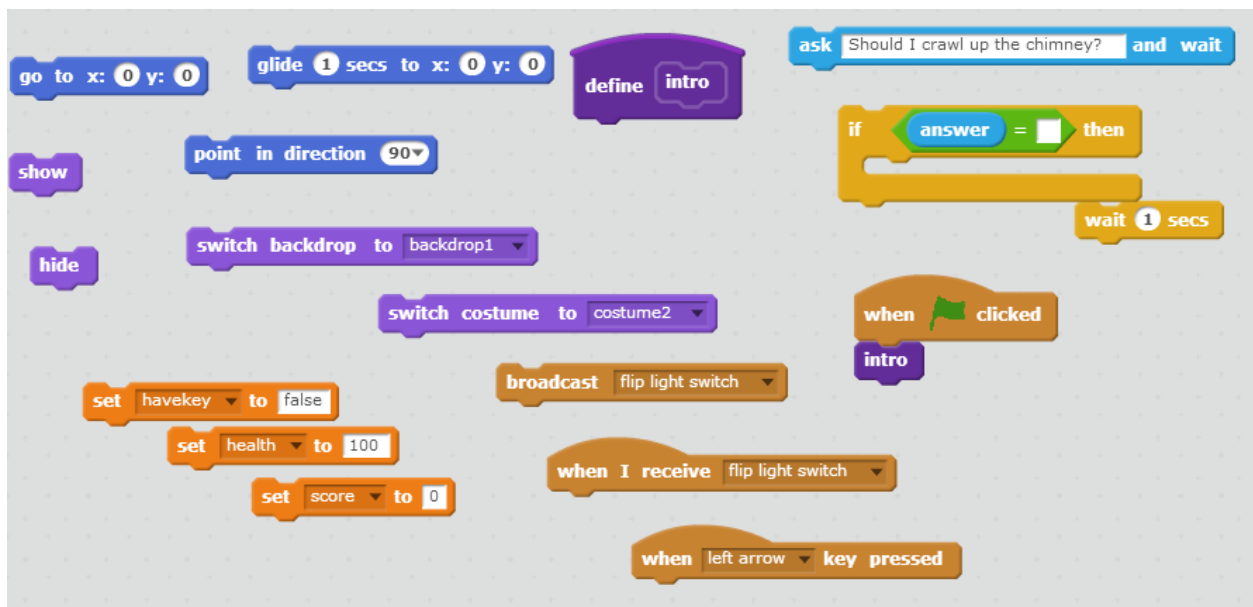 ask Should I crawl up the chimney? and wait
glide 1 secs to x: 0 y: 0
go to x: 0 y: 0
define intro
if answer = then
point in direction 90
show
wait 1 secs
switch backdrop to backdrop1
hide
switch costume to costume2
when clicked
intro
broadcast flip light switch
set havekey to false
set health to 100
when I receive flip light switch
set score to 0
when left arrow key pressed